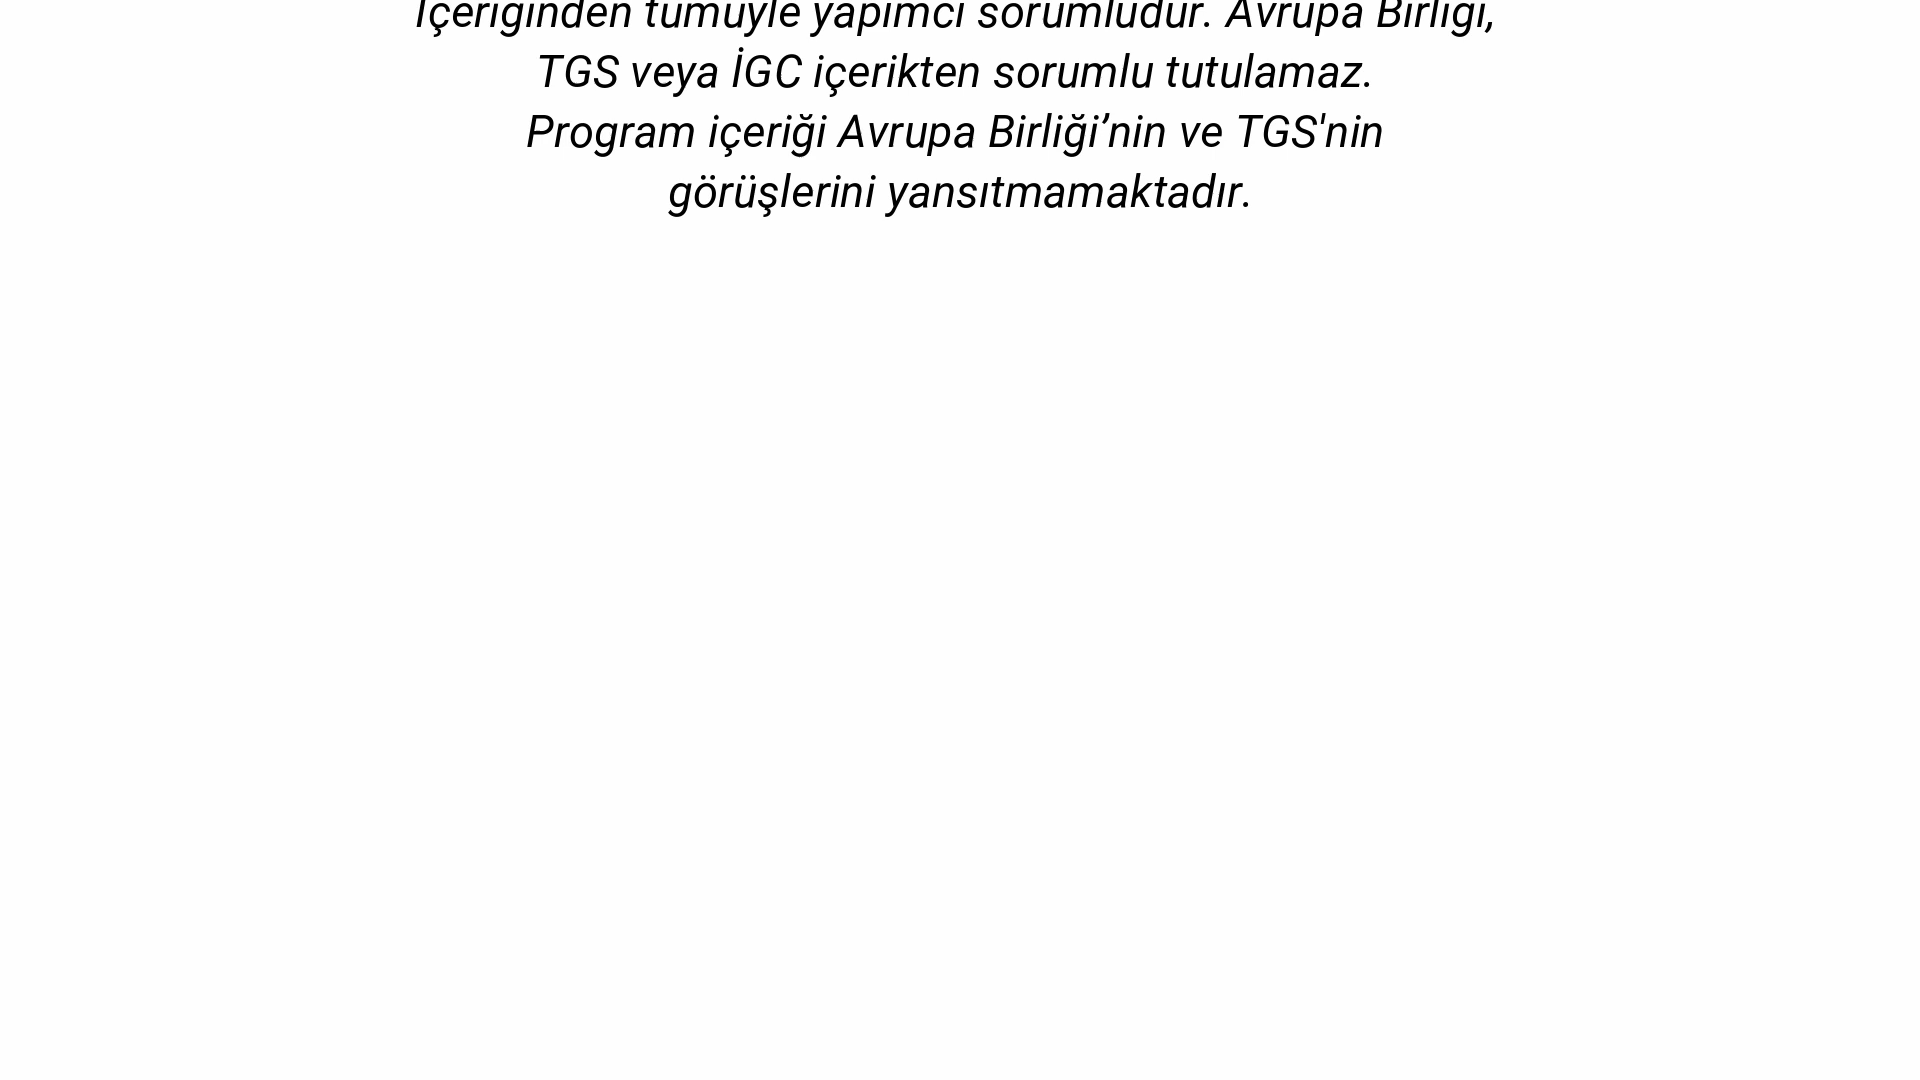 İçeriğinden tümüyle yapımcı sorumludur. Avrupa Birliği,
TGS veya İGC içerikten sorumlu tutulamaz.
Program içeriği Avrupa Birliği’nin ve TGS'nin
görüşlerini yansıtmamaktadır.